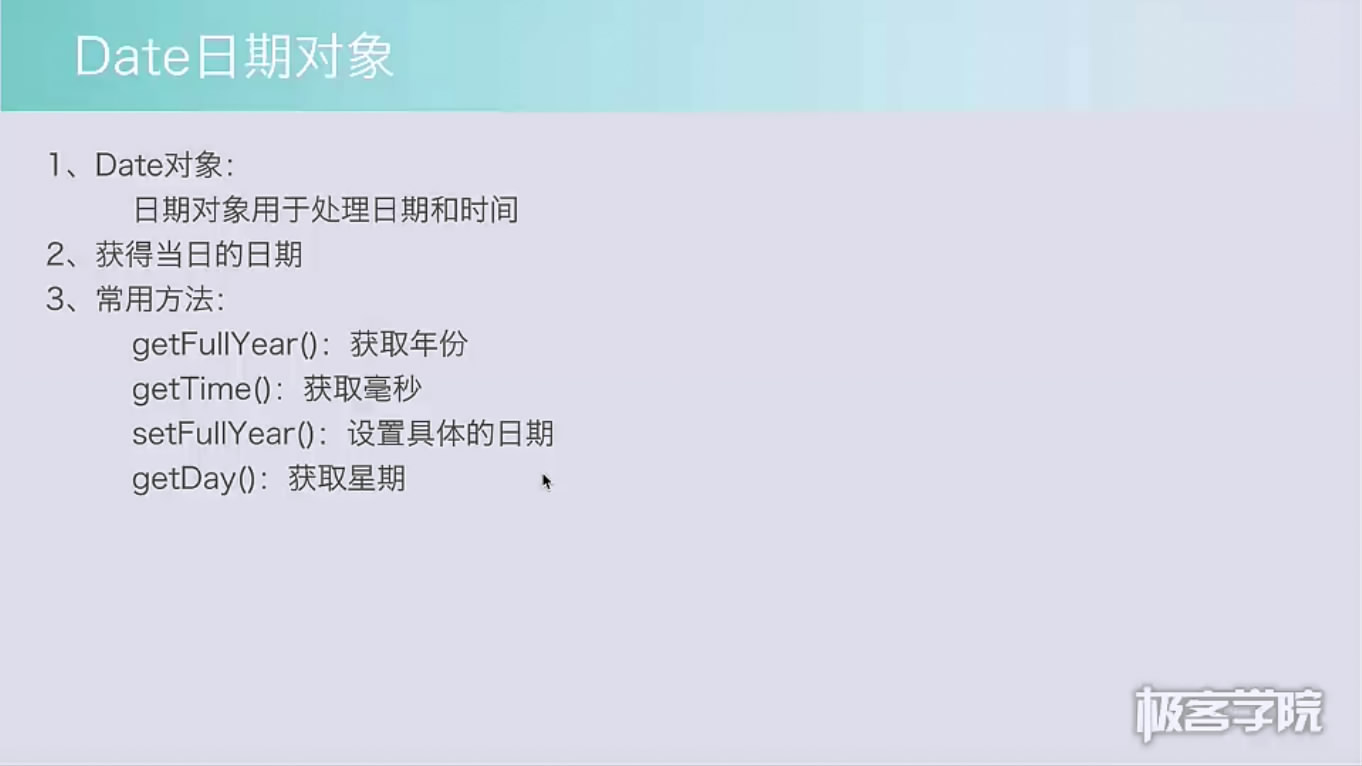 Date日期对象
1、Date对象：
日期对象用于处理日期和时间
2、获得当日的日期
3、常用方法：
getFullYear()：获取年份
getTime()：获取毫秒
setFullYear()：设置具体的日期
getDay()：获取星期
极客学院